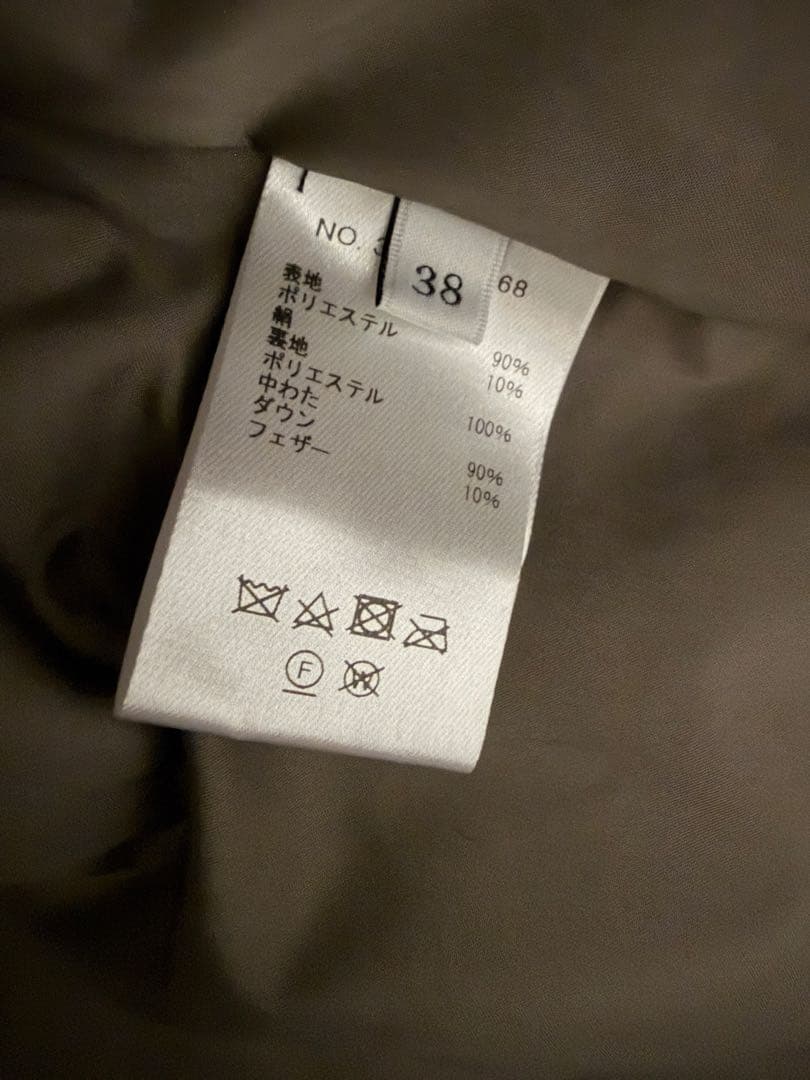 NO. 68
38
表地
ポリエステル 90%
絹 10%
裏地
ポリエステル 100%
中わた
ダウン 90%
フェザー 10%
F
W